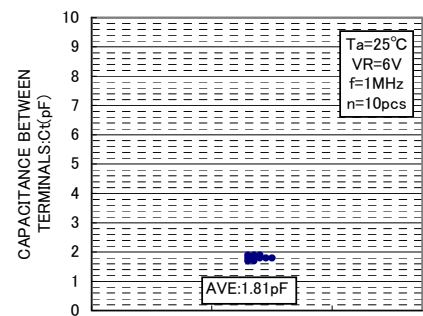 CAPACITANCE BETWEEN
TERMINALS:Ct(pF)
10
9
8
7
6
5
4
3
2
1
0
Ta=25°C
VR=6V
f=1MHz
n=10pcs
AVE:1.81pF